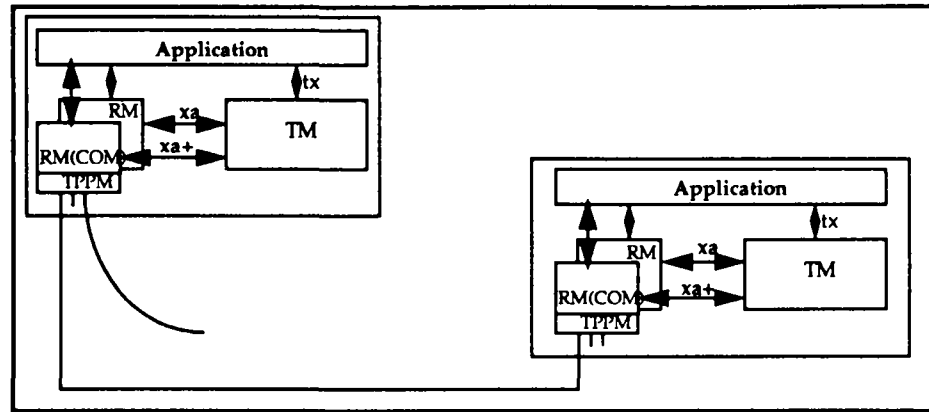 Application
tx
RM
xa
TM
RM(COM)
xa+
TPPM
Application
tx
RM
xa
TM
RM(COM)
xa+
TPPM